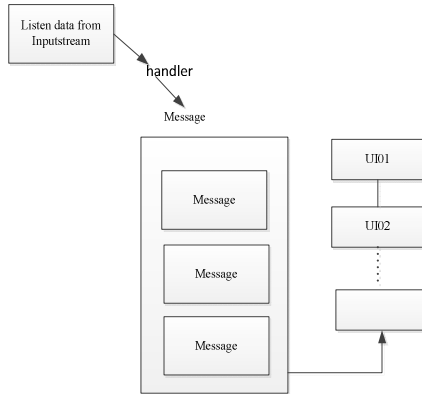 Listen data from
Inputstream
handler
Message
Message
Message
Message
UI01
UI02